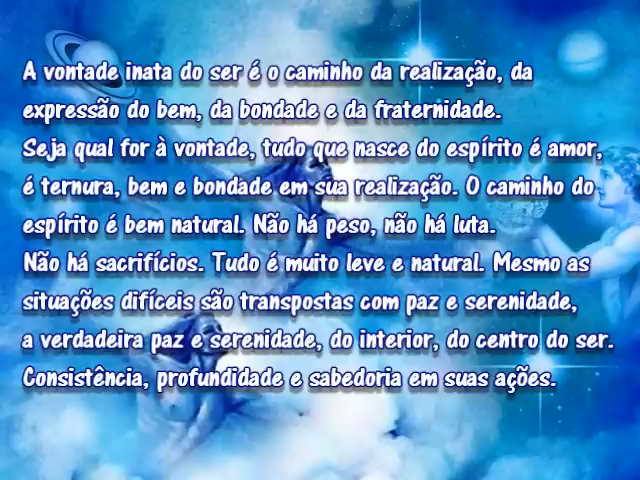 A vontade inata do ser é o caminho da realização, da
expressão do bem, da bondade e da fraternidade.
Seja qual for à vontade, tudo que nasce do espírito é amor,
é ternura, bem e bondade em sua realização. O caminho do
espírito é bem natural. Não há peso, não há luta.
Não há sacrifícios. Tudo é muito leve e natural. Mesmo as
situações difíceis são transpostas com paz e serenidade,
a verdadeira paz e serenidade, do interior, do centro do ser.
Consistência, profundidade e sabedoria em suas ações.